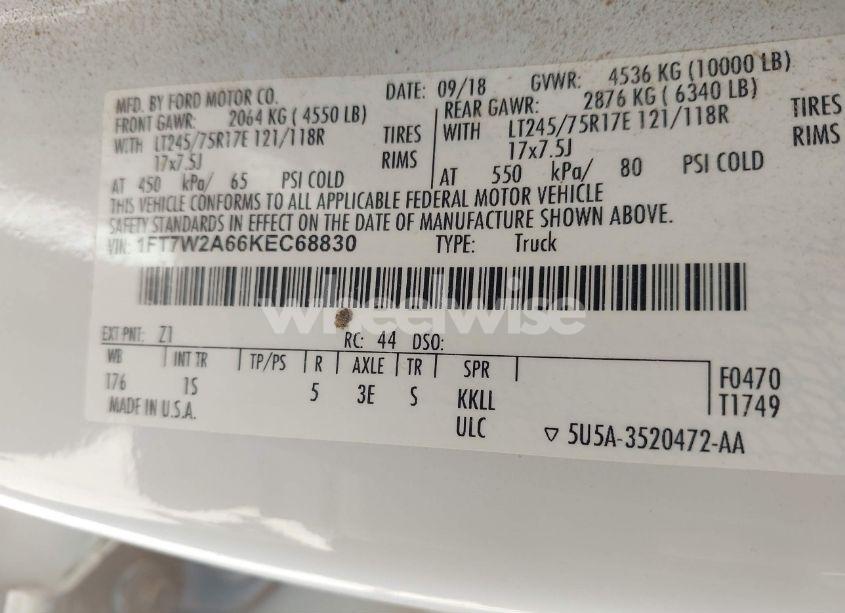 MFD. BY FORD MOTOR CO. DATE: 09/18 GVWR: 4536 KG (10000 LB)
FRONT GAWR: 2064 KG ( 4550 LB) REAR GAWR: 2876 KG ( 6340 LB)
WITH LT245/75R17E 121/118R TIRES WITH LT245/75R17E 121/118R TIRES
17x7.5J RIMS 17x7.5J RIMS
AT 450 kPa/ 65 PSI COLD AT 550 kPa/ 80 PSI COLD
THIS VEHICLE CONFORMS TO ALL APPLICABLE FEDERAL MOTOR VEHICLE
SAFETY STANDARDS IN EFFECT ON THE DATE OF MANUFACTURE SHOWN ABOVE.
VIN: 1FT7W2A66KEC68830 TYPE: Truck
wheelwise
EXT PNT: Z1 RC: 44 DSO:
WB INT TR TP/PS R AXLE TR SPR F0470
176 1S 5 3E S KKLL T1749
MADE IN U.S.A. ULC ▽ 5U5A-3520472-AA